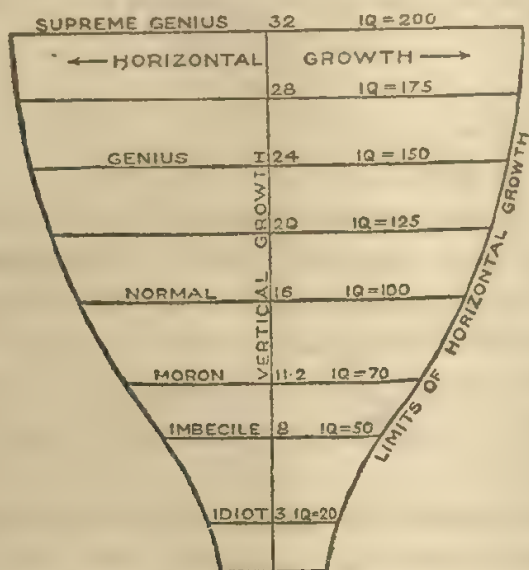 SUPREME GENIUS 32 IQ=200
←HORIZONTAL GROWTH→
28 IQ=175
GENIUS 24 IQ=150
20 IQ=125
NORMAL 16 IQ=100
MORON 11·2 IQ=70
IMBECILE 8 IQ=50
IDIOT 3 IQ=20
VERTICAL GROWTH
LIMITS OF HORIZONTAL GROWTH